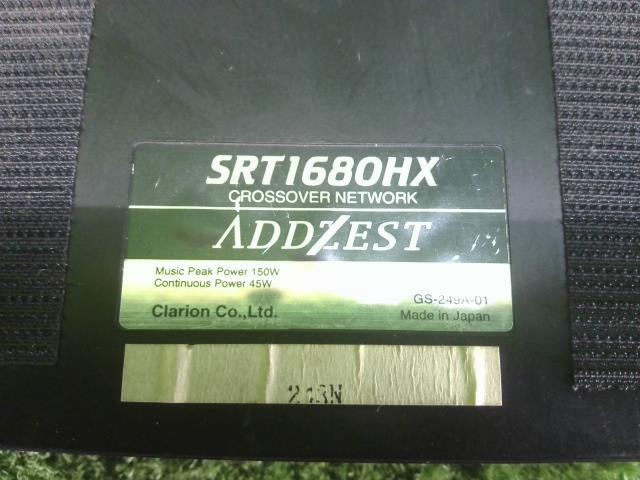 SRT1680HX
CROSSOVER NETWORK
ADDZEST
Music Peak Power 150W
Continuous Power 45W
GS-249A-01
Clarion Co.,Ltd.
Made in Japan